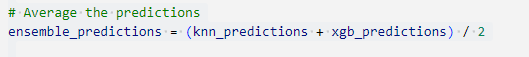 # Average the predictions
ensemble_predictions = (knn_predictions + xgb_predictions) / 2